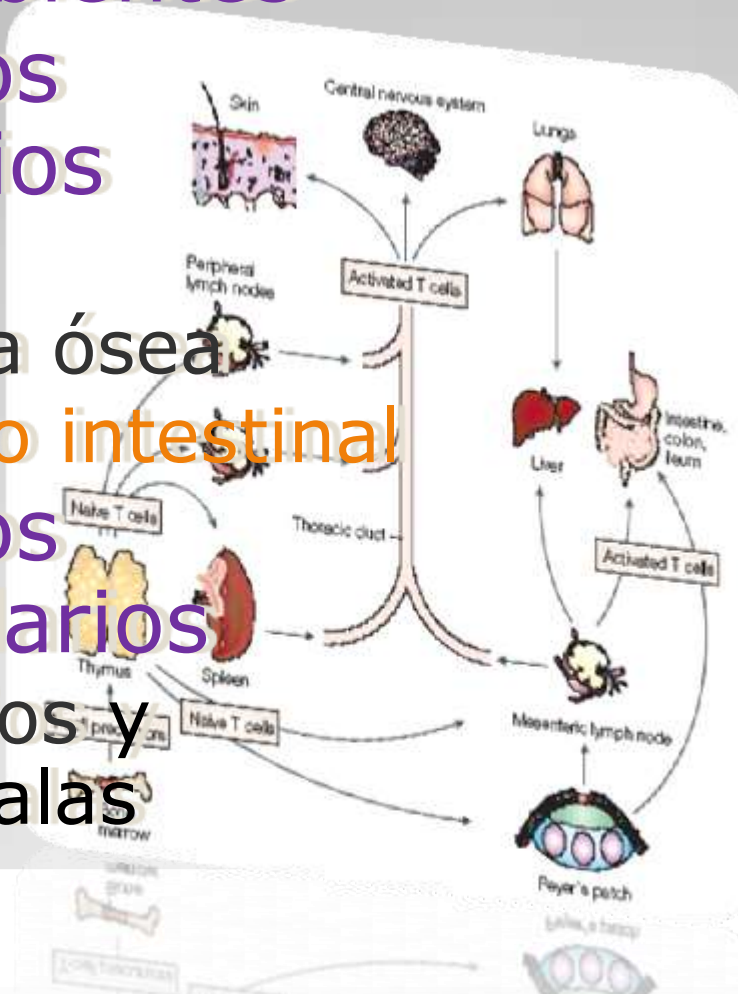 os
ios
a ósea
o intestinal
os
arios
os y
alas
Skin
Central nervous system
Lungs
Peripheral
lymph nodes
Activated T cells
Liver
Intestine,
colon,
ileum
Naive T cells
Thoracic duct
Activated T cells
Thymus
Spleen
Naive T cells
Mesenteric lymph node
marrow
Peyer's patch